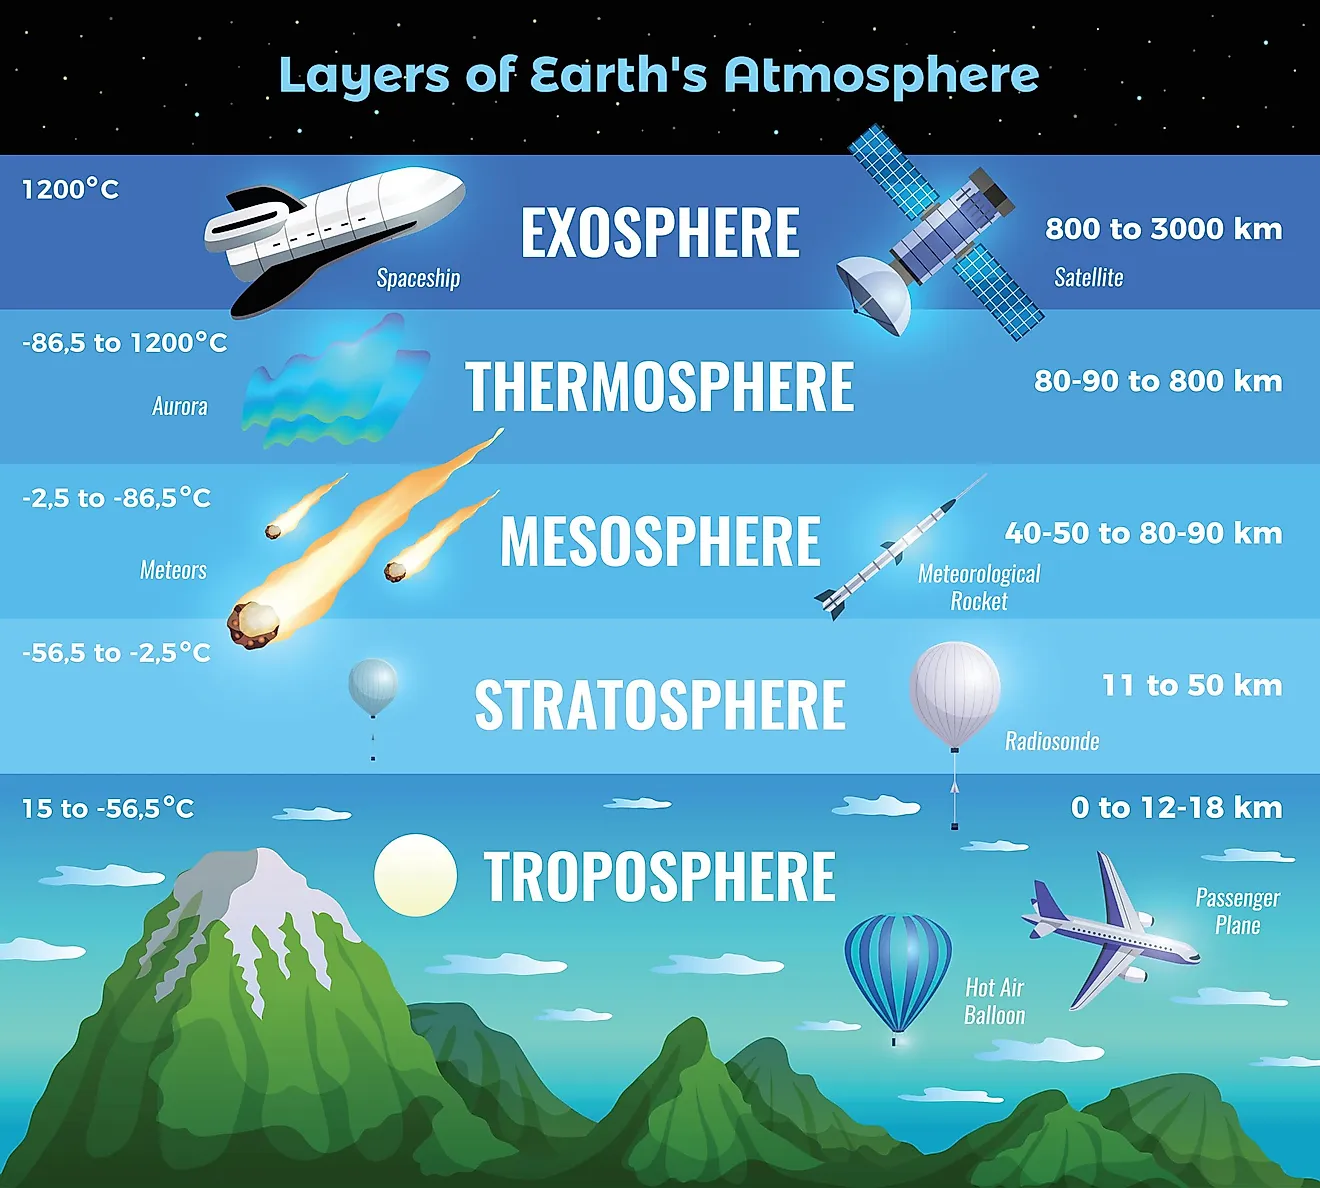 Layers of Earth's Atmosphere
1200°C
EXOSPHERE
800 to 3000 km
Spaceship
Satellite
-86,5 to 1200°C
THERMOSPHERE
80-90 to 800 km
Aurora
-2,5 to -86,5°C
MESOSPHERE
40-50 to 80-90 km
Meteors
Meteorological
Rocket
-56,5 to -2,5°C
STRATOSPHERE
11 to 50 km
Radiosonde
15 to -56,5°C
0 to 12-18 km
TROPOSPHERE
Passenger
Plane
Hot Air
Balloon